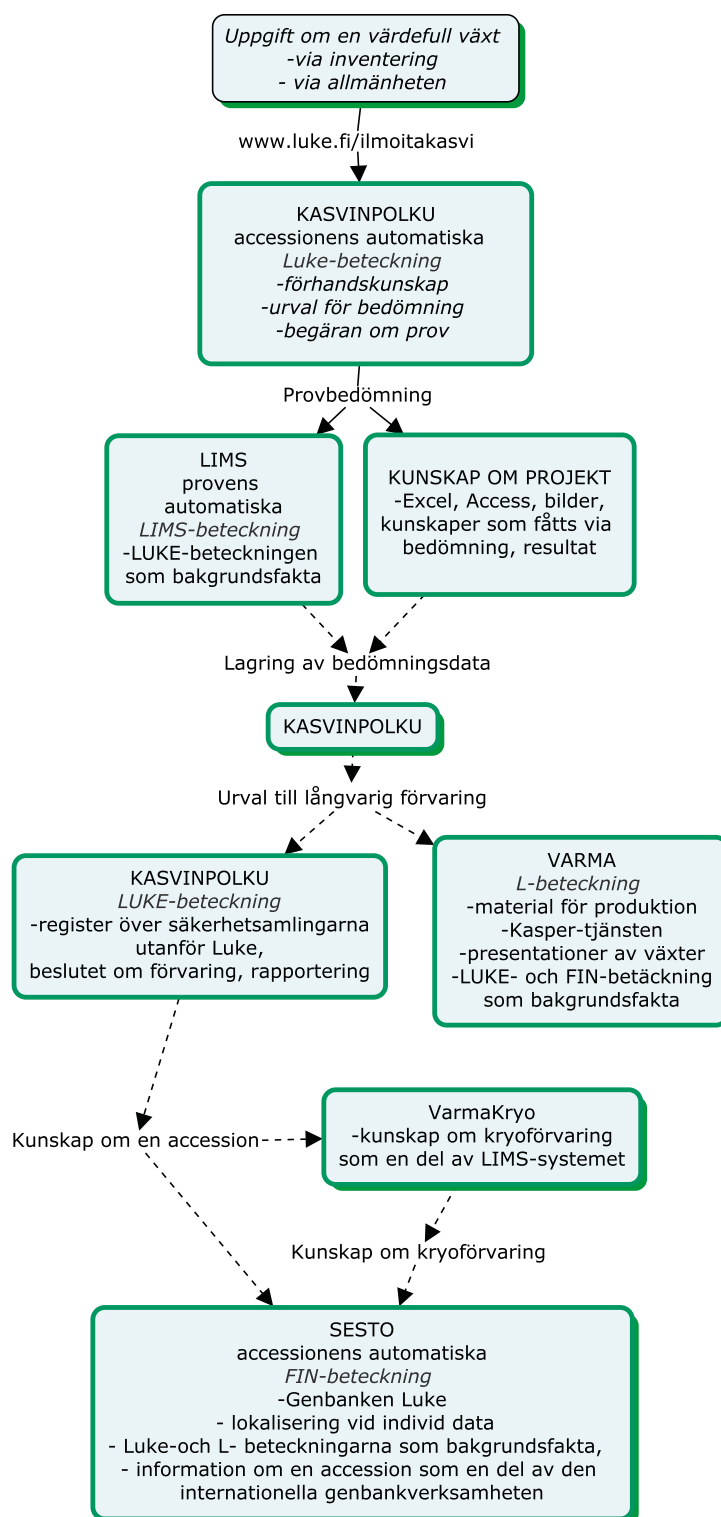 Uppgift om en värdefull växt
-via inventering
- via allmänheten
www.luke.fi/ilmoitakasvi
KASVINPOLKU
accessionens automatiska
Luke-beteckning
-förhandskunskap
-urval för bedömning
-begäran om prov
Provbedömning
LIMS
provens
automatiska
LIMS-beteckning
-LUKE-beteckningen
som bakgrundsfakta
KUNSKAP OM PROJEKT
-Excel, Access, bilder,
kunskaper som fåtts via
bedömning, resultat
Lagring av bedömningsdata
KASVINPOLKU
Urval till långvarig förvaring
KASVINPOLKU
LUKE-beteckning
-register över säkerhetsamlingarna
utanför Luke,
beslutet om förvaring, rapportering
VARMA
L-beteckning
-material för produktion
-Kasper-tjänsten
-presentationer av växter
-LUKE- och FIN-betäckning
som bakgrundsfakta
Kunskap om en accession
VarmaKryo
-kunskap om kryoförvaring
som en del av LIMS-systemet
Kunskap om kryoförvaring
SESTO
accessionens automatiska
FIN-beteckning
-Genbanken Luke
- lokalisering vid individ data
- Luke-och L- beteckningarna som bakgrundsfakta,
- information om en accession som en del av den
internationella genbankverksamheten